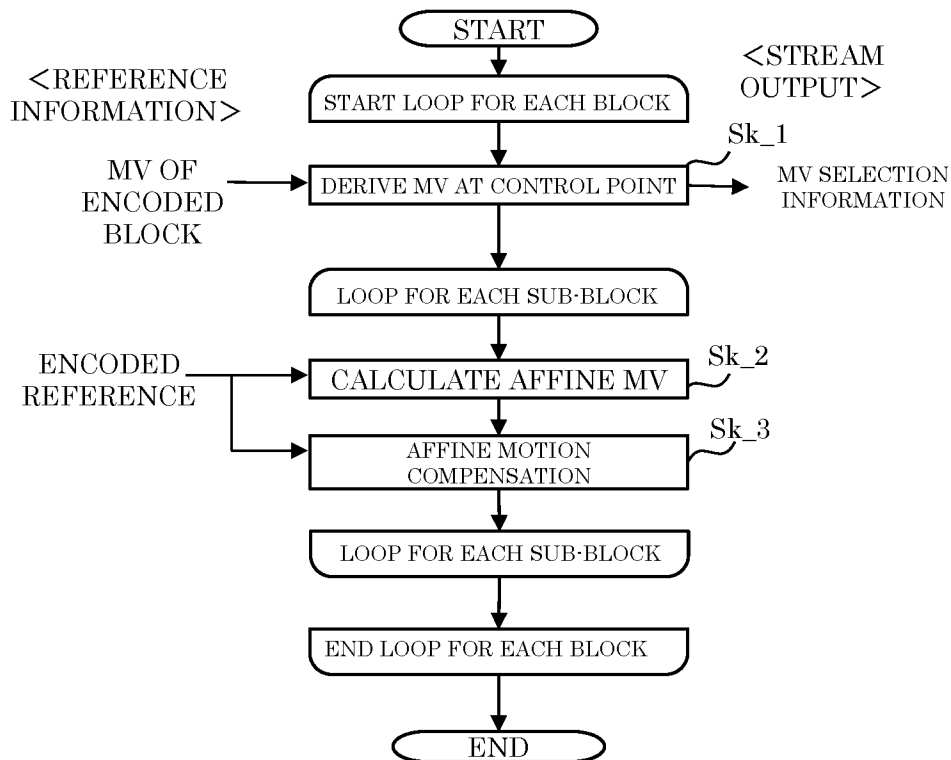 START
<REFERENCE
INFORMATION>
<STREAM
OUTPUT>
START LOOP FOR EACH BLOCK
Sk_1
MV OF
ENCODED
BLOCK
DERIVE MV AT CONTROL POINT
MV SELECTION
INFORMATION
LOOP FOR EACH SUB-BLOCK
ENCODED
REFERENCE
Sk_2
CALCULATE AFFINE MV
Sk_3
AFFINE MOTION
COMPENSATION
LOOP FOR EACH SUB-BLOCK
END LOOP FOR EACH BLOCK
END